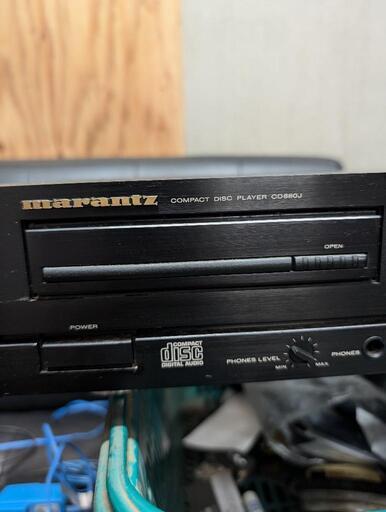 marantz COMPACT DISC PLAYER CD880J
OPEN
POWER
COMPACT
disc
DIGITAL AUDIO
PHONES LEVEL
MIN MAX
PHONES